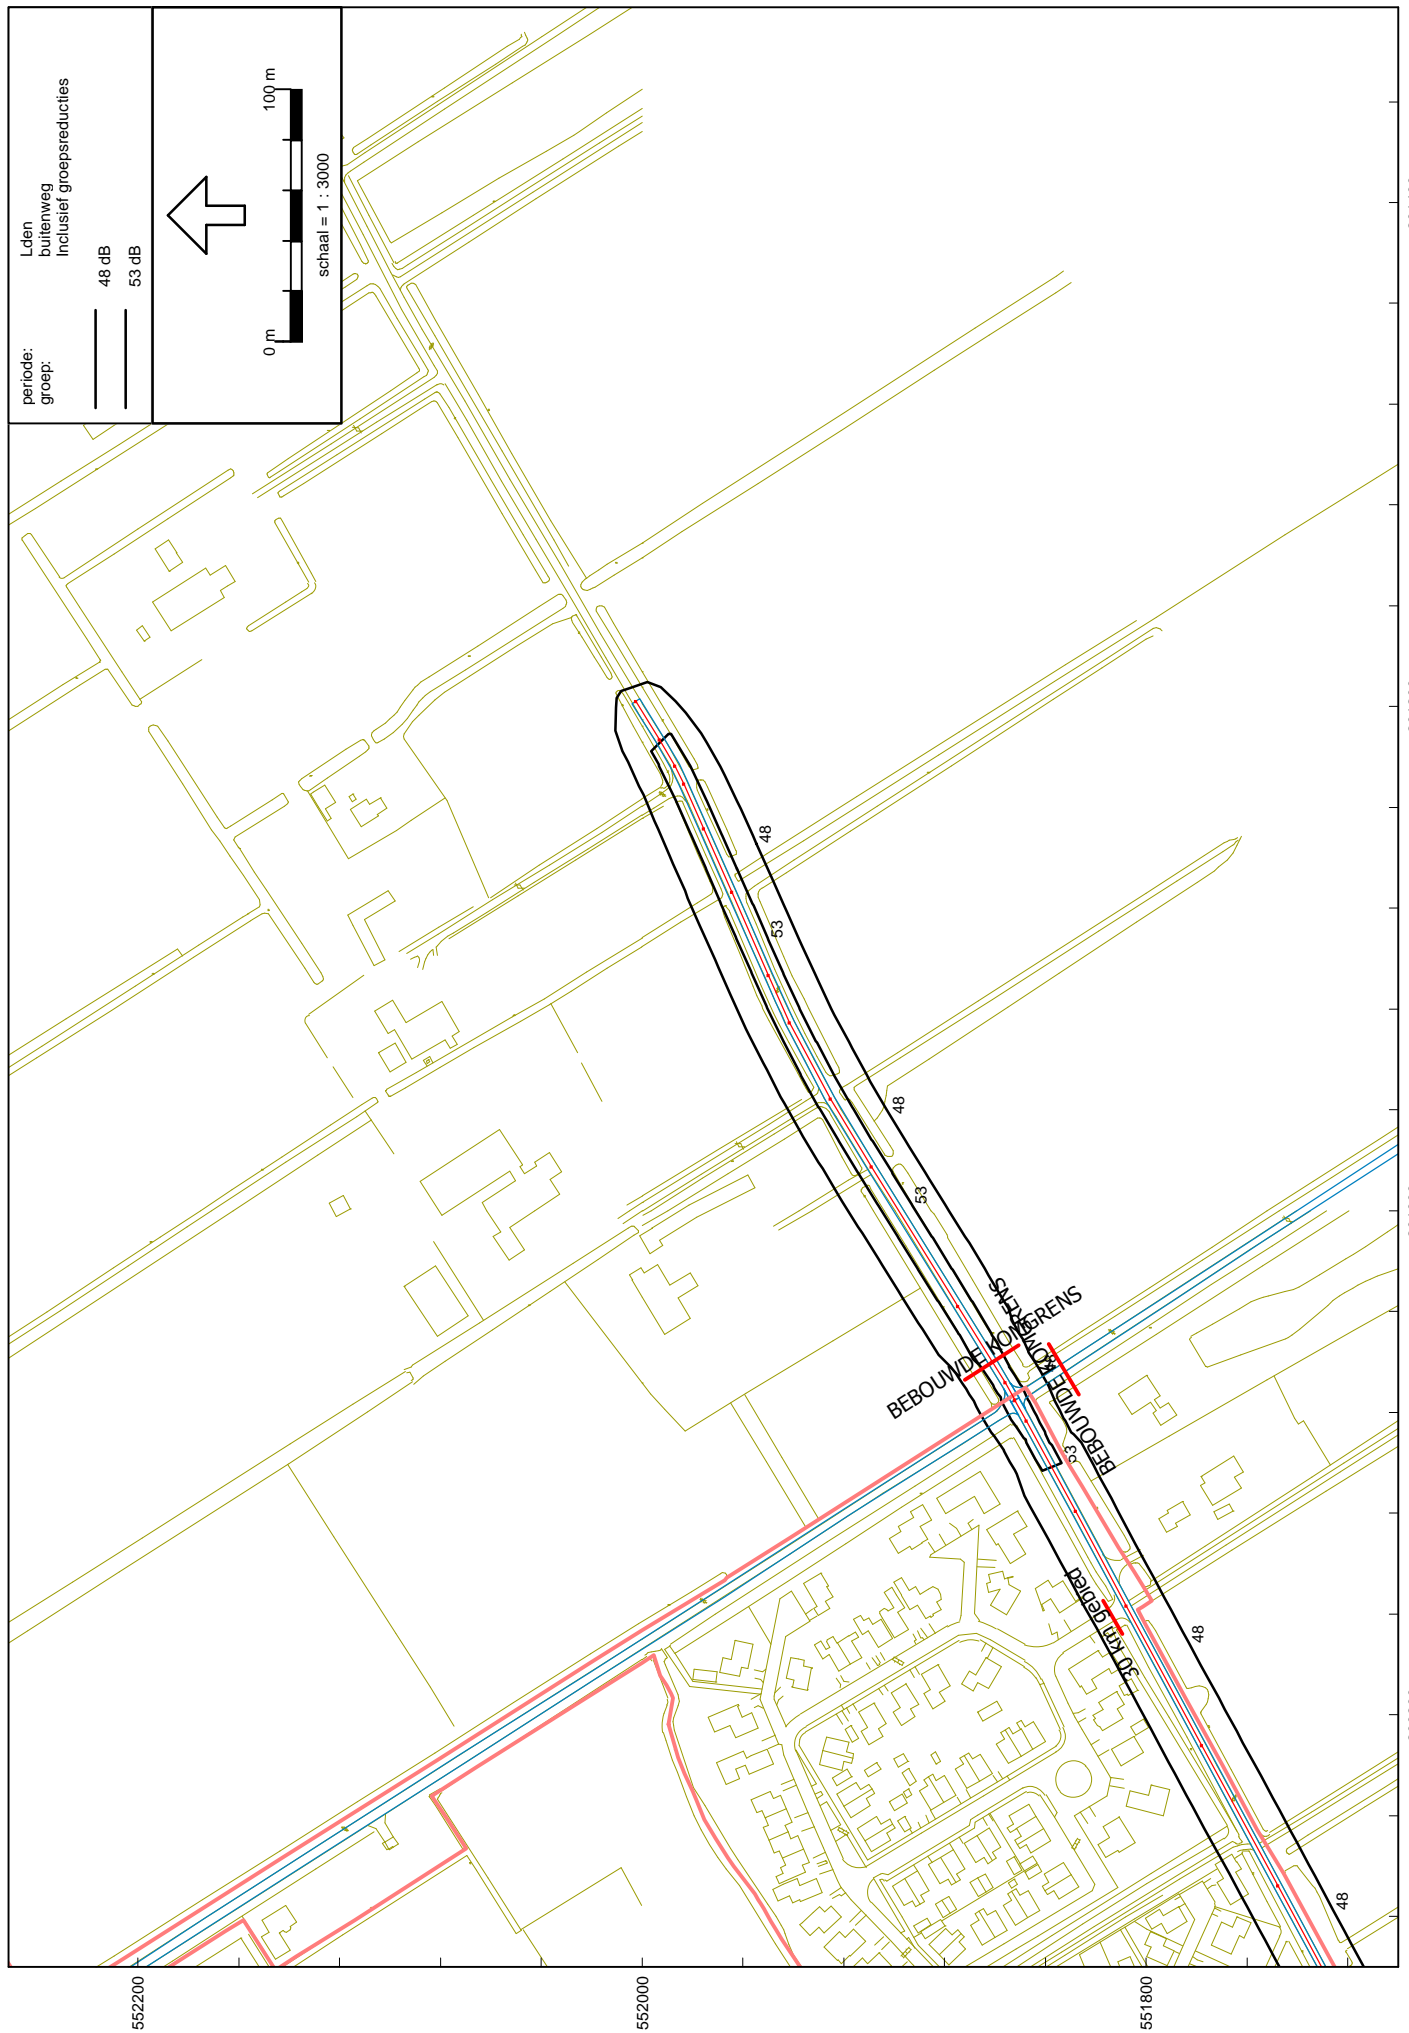 periode: Lden
groep: buitenweg
Inclusief groepsreducties
48 dB
53 dB
0 m 100 m
schaal = 1 : 3000
48
53
48
53
BEBOUWDE KOMGRENS
BEBOUWDE KOMGRENS
53
30 km gebied
48
48
552200
552000
551800